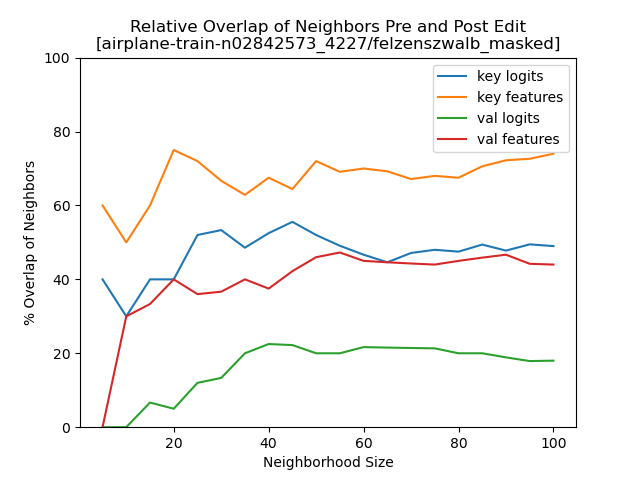 Relative Overlap of Neighbors Pre and Post Edit
[airplane-train-n02842573_4227/felzenszwalb_masked]
100
80
60
40
20
0
% Overlap of Neighbors
key logits
key features
val logits
val features
20
40
60
80
100
Neighborhood Size